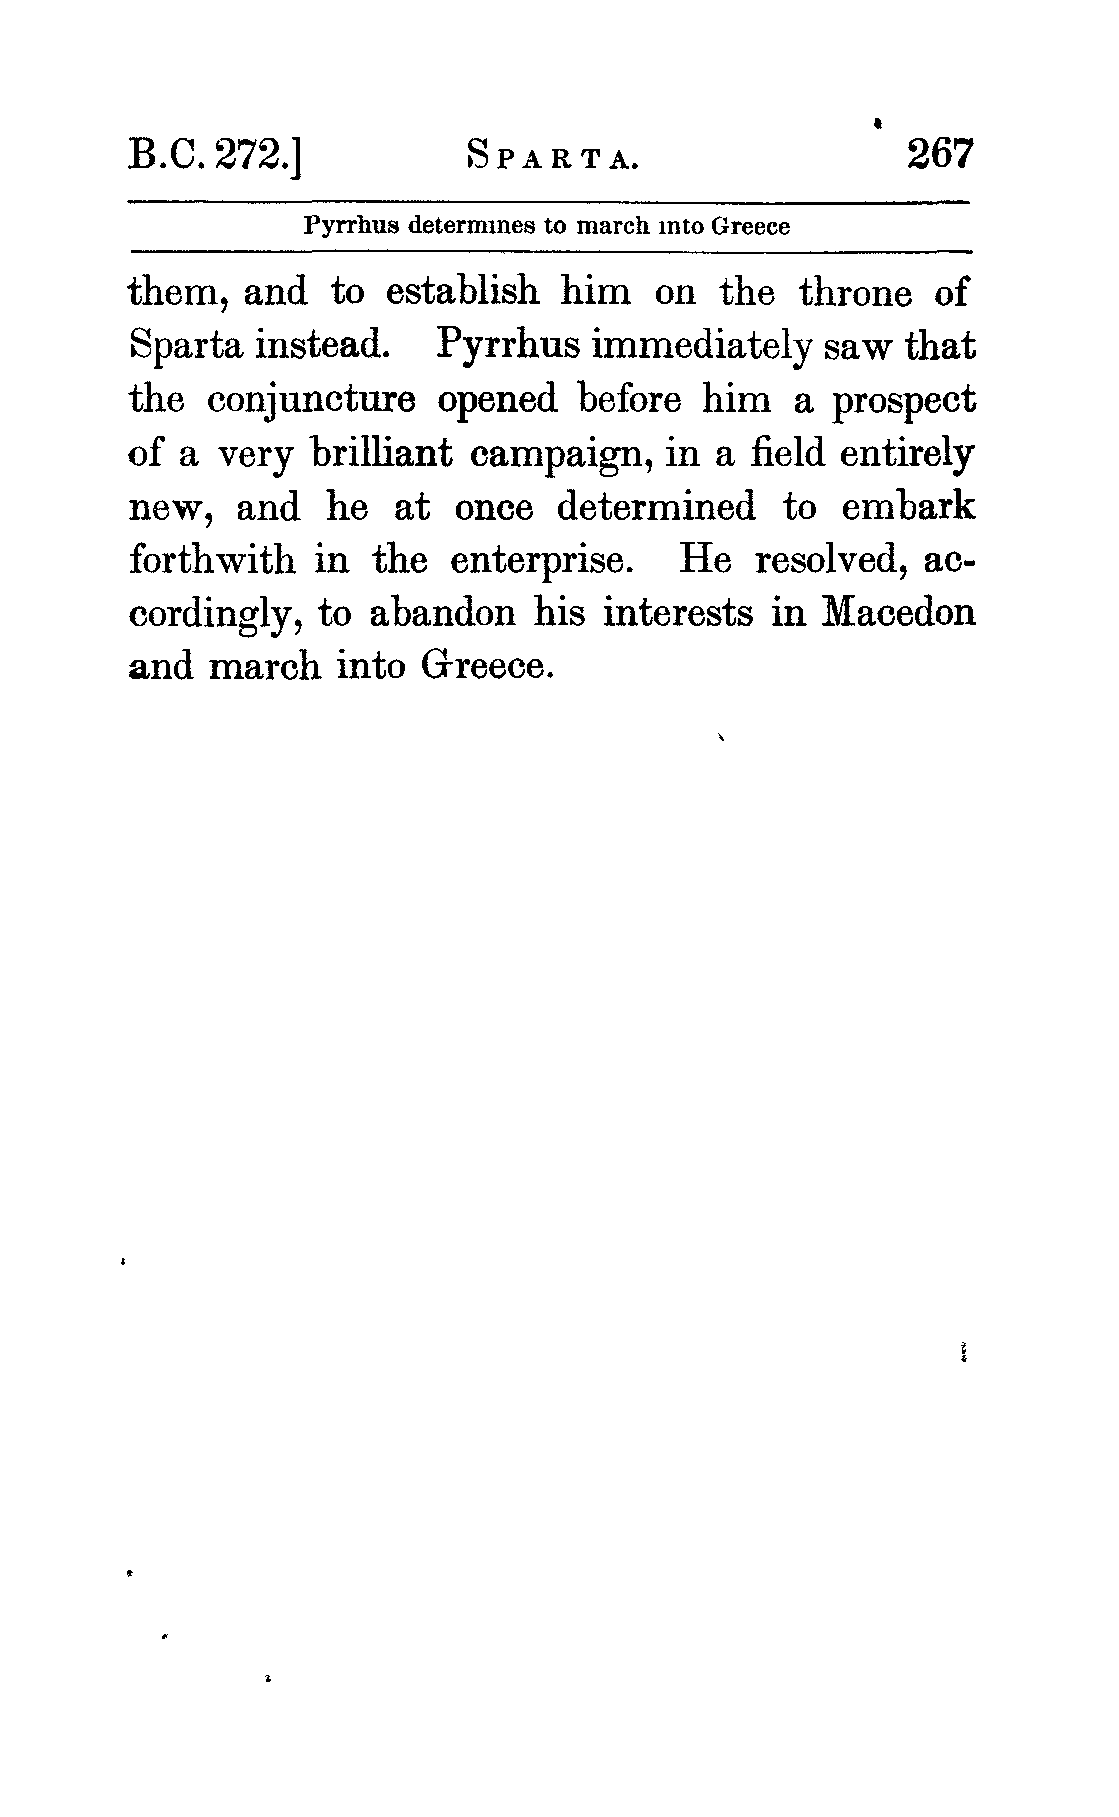 B.C. 272.] SPARTA. 267
Pyrrhus determines to march into Greece
them, and to establish him on the throne of
Sparta instead. Pyrrhus immediately saw that
the conjuncture opened before him a prospect
of a very brilliant campaign, in a field entirely
new, and he at once determined to embark
forthwith in the enterprise. He resolved, ac-
cordingly, to abandon his interests in Macedon
and march into Greece.